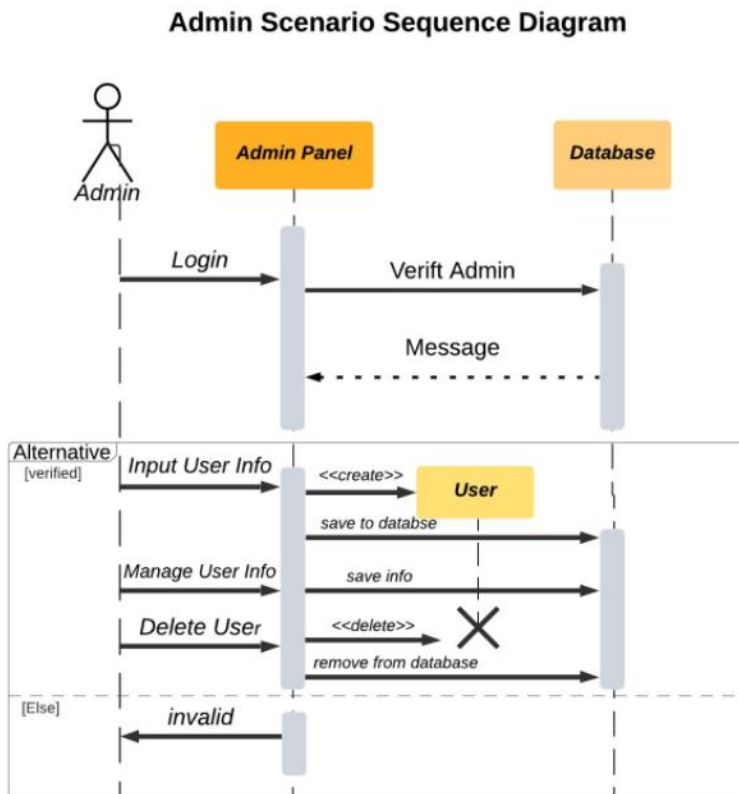 Admin Scenario Sequence Diagram
Admin
Admin Panel
Database
Login
Verift Admin
Message
Alternative
[verified]
Input User Info
<<create>>
User
save to databse
Manage User Info
save info
Delete User
<<delete>>
remove from database
[Else]
invalid